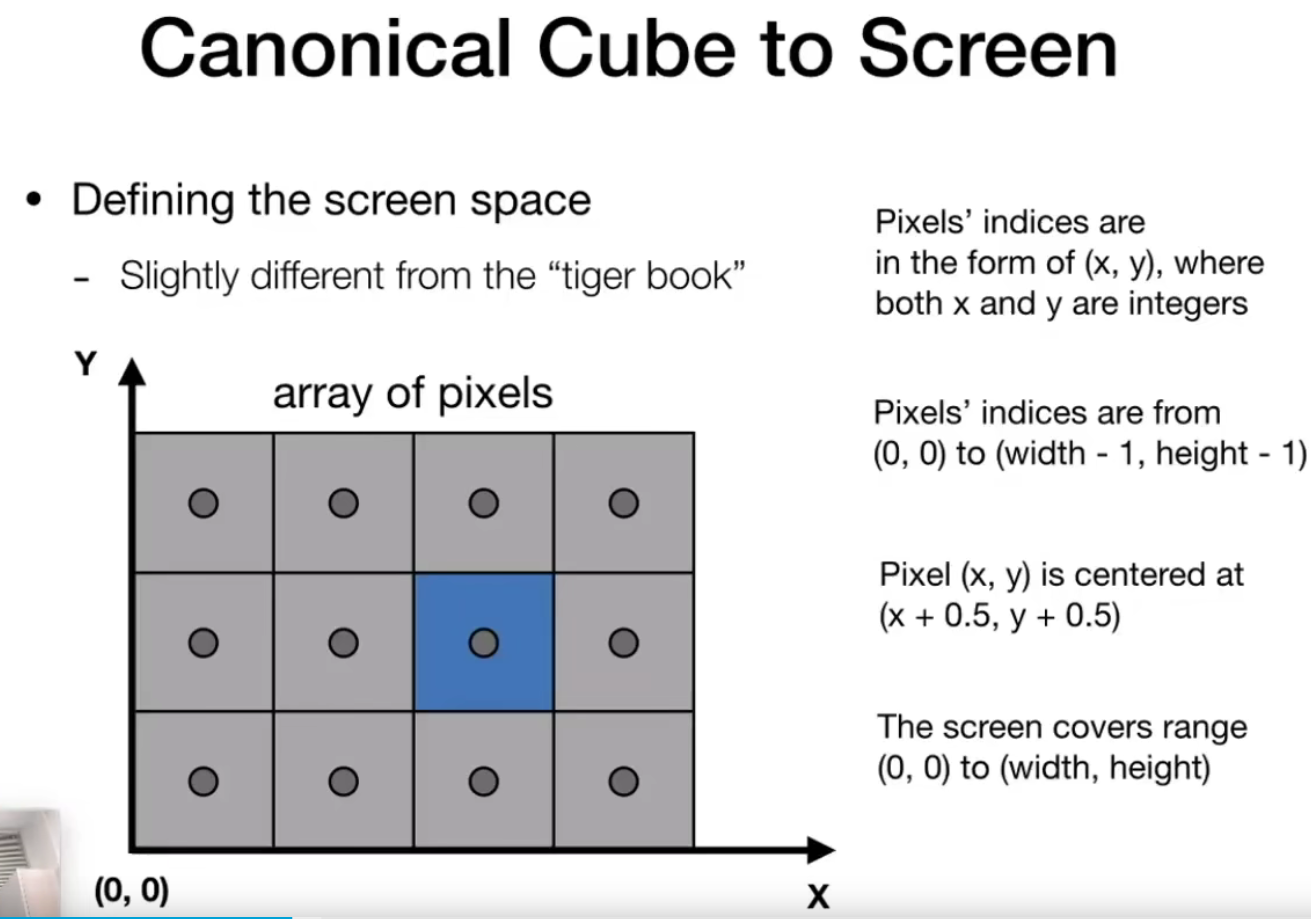 Canonical Cube to Screen
• Defining the screen space
- Slightly different from the “tiger book”
Y
array of pixels
(0, 0)
X
Pixels’ indices are
in the form of (x, y), where
both x and y are integers
Pixels’ indices are from
(0, 0) to (width - 1, height - 1)
Pixel (x, y) is centered at
(x + 0.5, y + 0.5)
The screen covers range
(0, 0) to (width, height)